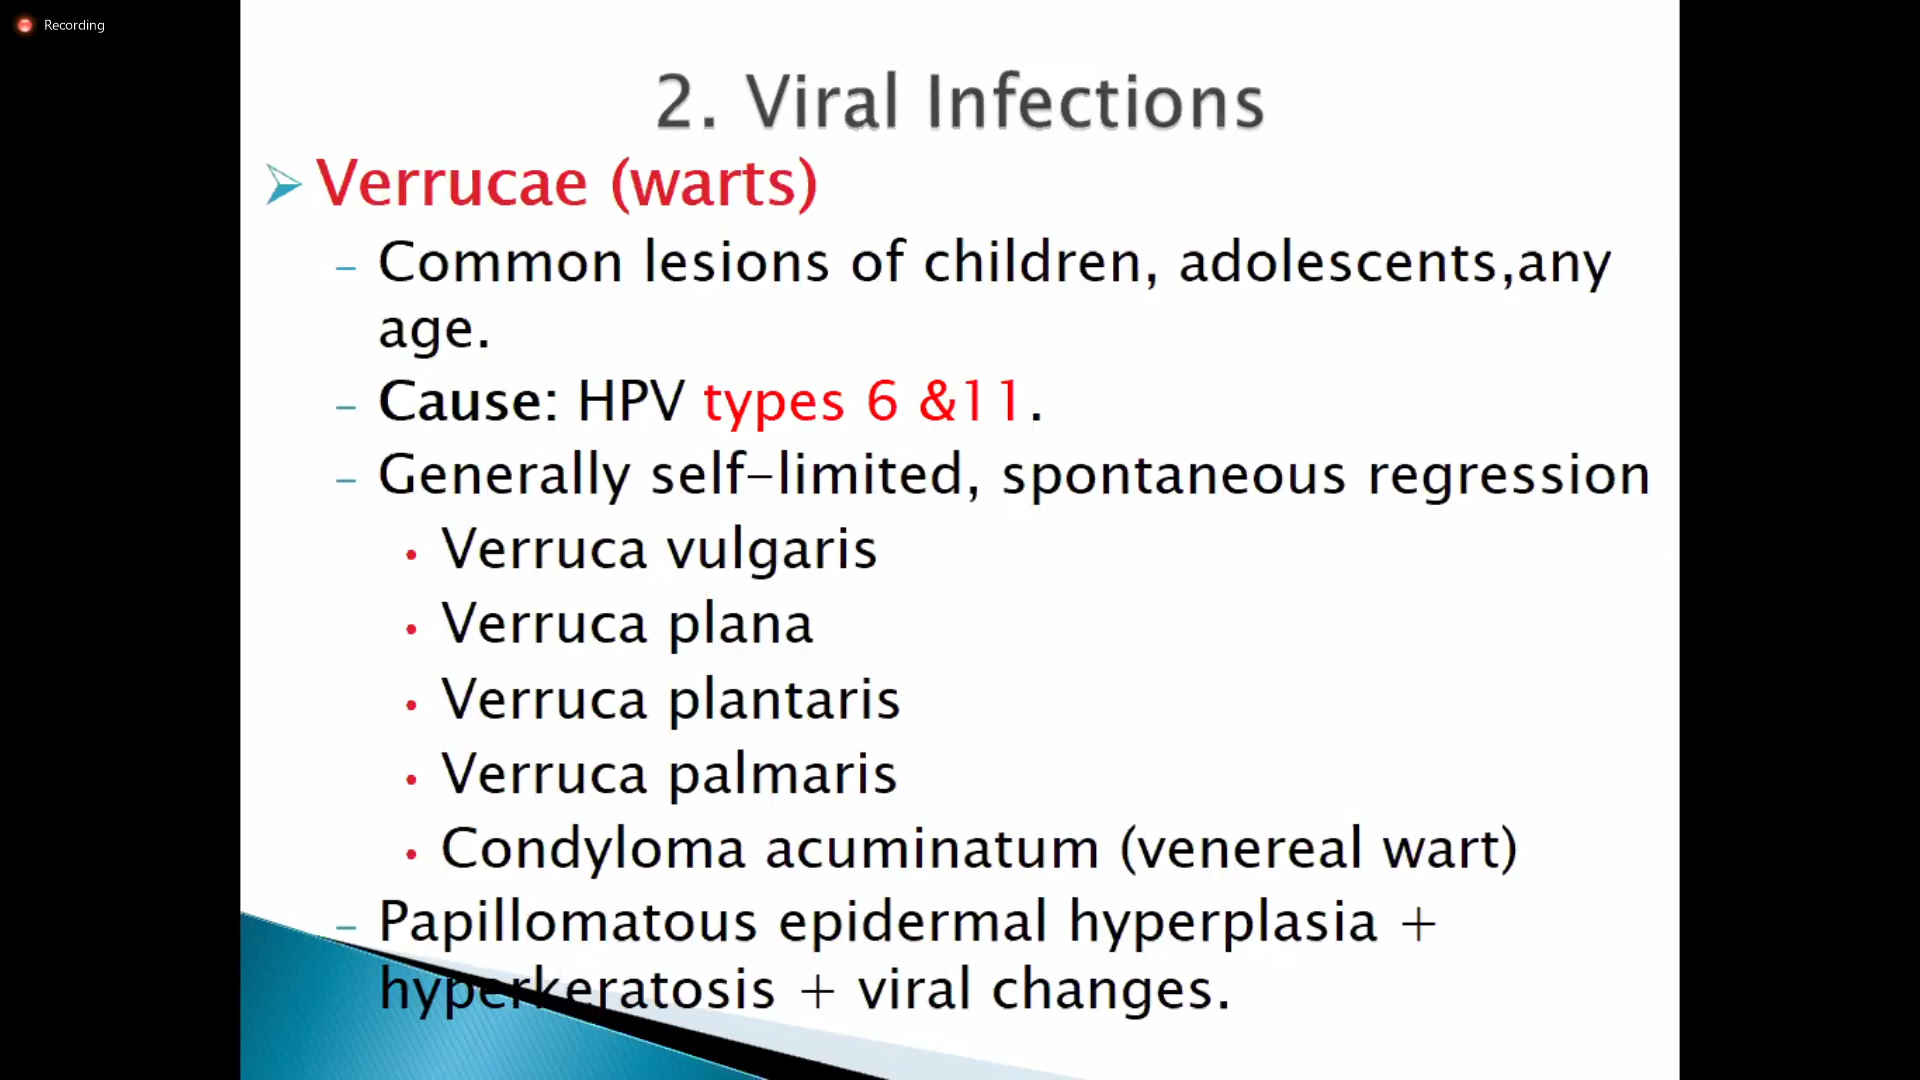 Recording
2. Viral Infections
Verrucae (warts)
– Common lesions of children, adolescents,any
age.
– Cause: HPV types 6 &11.
– Generally self-limited, spontaneous regression
• Verruca vulgaris
• Verruca plana
• Verruca plantaris
• Verruca palmaris
• Condyloma acuminatum (venereal wart)
– Papillomatous epidermal hyperplasia +
hyperkeratosis + viral changes.